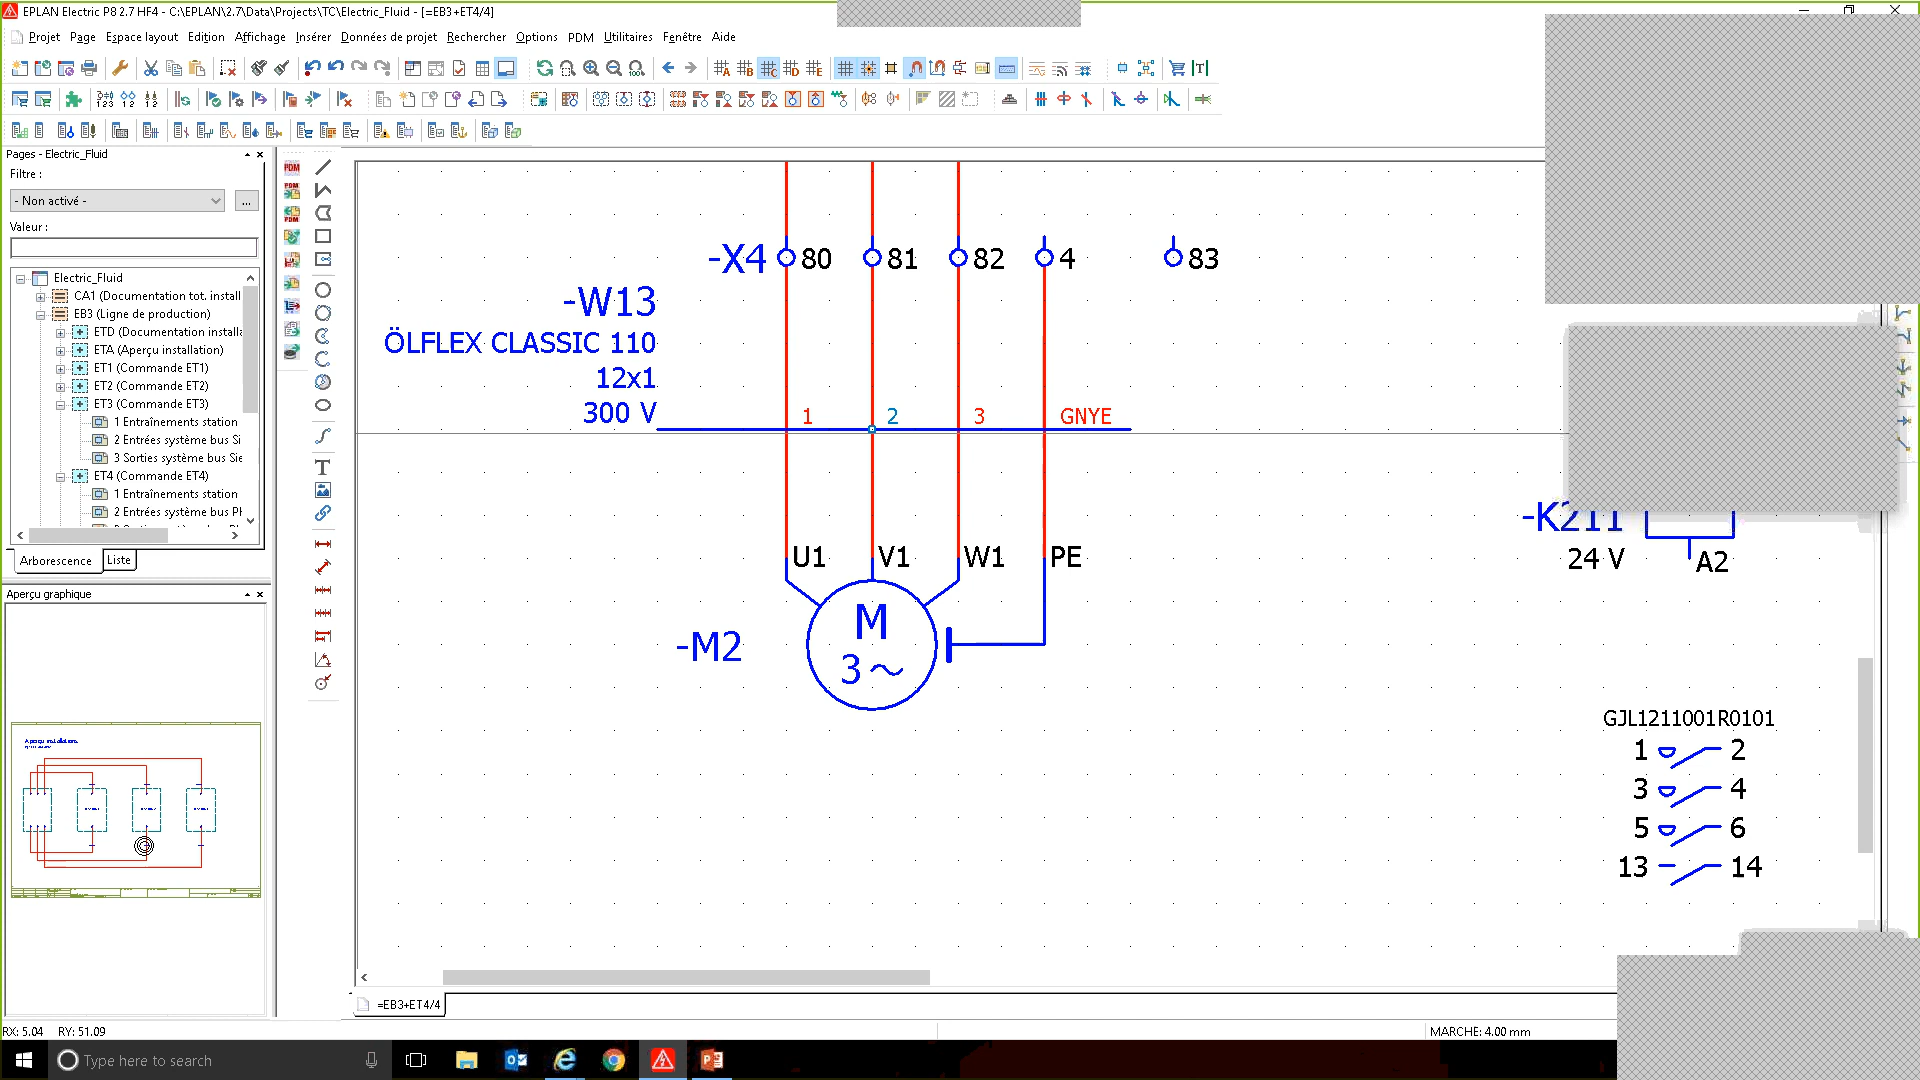 EPLAN Electric P8 2.7 HF4 - C:\EPLAN\2.7\Data\Projects\TC\Electric_Fluid - [=EB3+ET4/4]
Projet Page Espace layout Edition Affichage Insérer Données de projet Rechercher Options PDM Utilitaires Fenêtre Aide
Pages - Electric_Fluid
Filtre :
- Non activé -
...
Valeur :
Electric_Fluid
CA1 (Documentation tot. install
EB3 (Ligne de production)
ETD (Documentation install
ETA (Aperçu installation)
ET1 (Commande ET1)
ET2 (Commande ET2)
ET3 (Commande ET3)
1 Entraînements station
2 Entrées système bus Si
3 Sorties système bus Sie
ET4 (Commande ET4)
1 Entraînements station
2 Entrées système bus PI
Arborescence Liste
Aperçu graphique
-X4 80 81 82 4 83
-W13
ÖLFLEX CLASSIC 110
12x1
300 V
1 2 3 GNYE
-K211
24 V A2
U1 V1 W1 PE
M
3~
-M2
GJL1211001R0101
1 2
3 4
5 6
13 14
=EB3+ET4/4
RX: 5.04 RY: 51.09
MARCHE: 4.00 mm
Type here to search